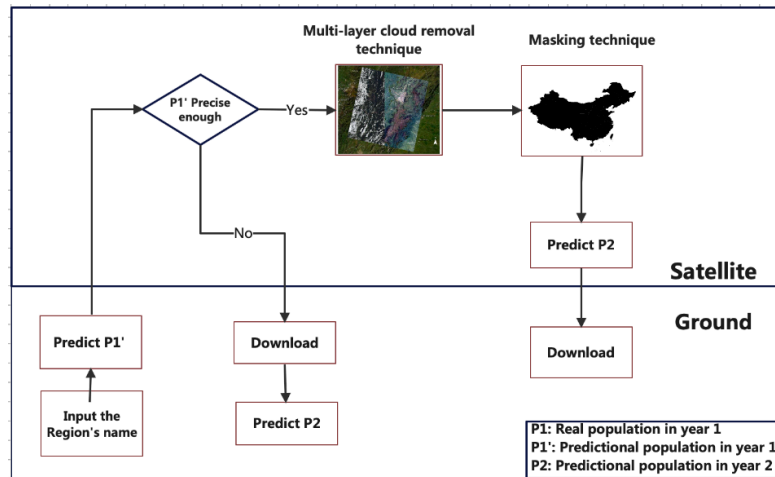 Multi-layer cloud removal
technique
Masking technique
P1' Precise
enough
Yes
No
Predict P2
Satellite
Ground
Predict P1'
Download
Download
Input the
Region's name
Predict P2
P1: Real population in year 1
P1': Predictional population in year 1
P2: Predictional population in year 2